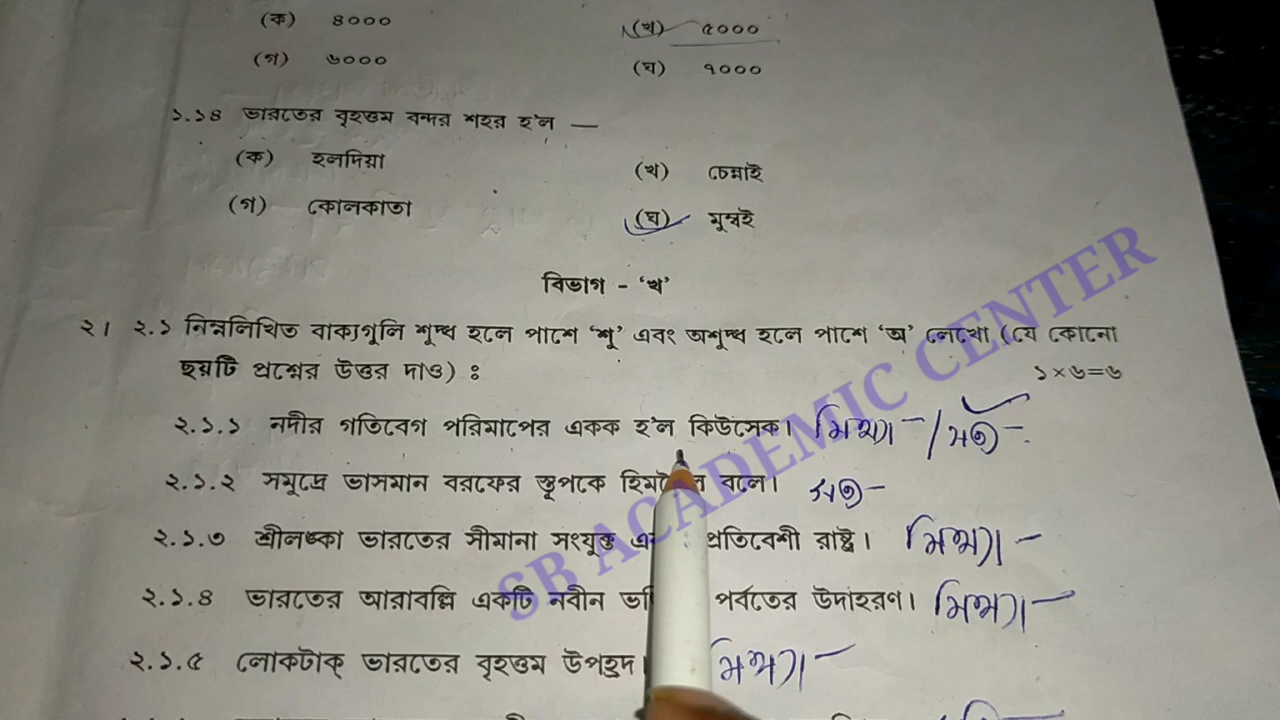 (ক) ৪০০০ (খ) ৫০০০
(গ) ৬০০০ (ঘ) ৭০০০
১.১৪ ভারতের বৃহত্তম বন্দর শহর হ'ল —
(ক) হলদিয়া (খ) চেন্নাই
(গ) কোলকাতা (ঘ) মুম্বই
বিভাগ - 'খ'
২। ২.১ নিম্নলিখিত বাক্যগুলি শুদ্ধ হলে পাশে 'শু' এবং অশুদ্ধ হলে পাশে 'অ' লেখো (যে কোনো
ছয়টি প্রশ্নের উত্তর দাও) ঃ ১×৬=৬
২.১.১ নদীর গতিবেগ পরিমাপের একক হ'ল কিউসেক। মিথ্যা / সত্য
২.১.২ সমুদ্রে ভাসমান বরফের স্তূপকে বলে। সত্য
২.১.৩ শ্রীলঙ্কা ভারতের সীমানা সংযুক্ত প্রতিবেশী রাষ্ট্র। মিথ্যা
২.১.৪ ভারতের আরাবল্লি একটি নবীন পর্বতের উদাহরণ। মিথ্যা
২.১.৫ লোকটাক্ ভারতের বৃহত্তম উপহ্রদ। মিথ্যা
SB ACADEMIC CENTER